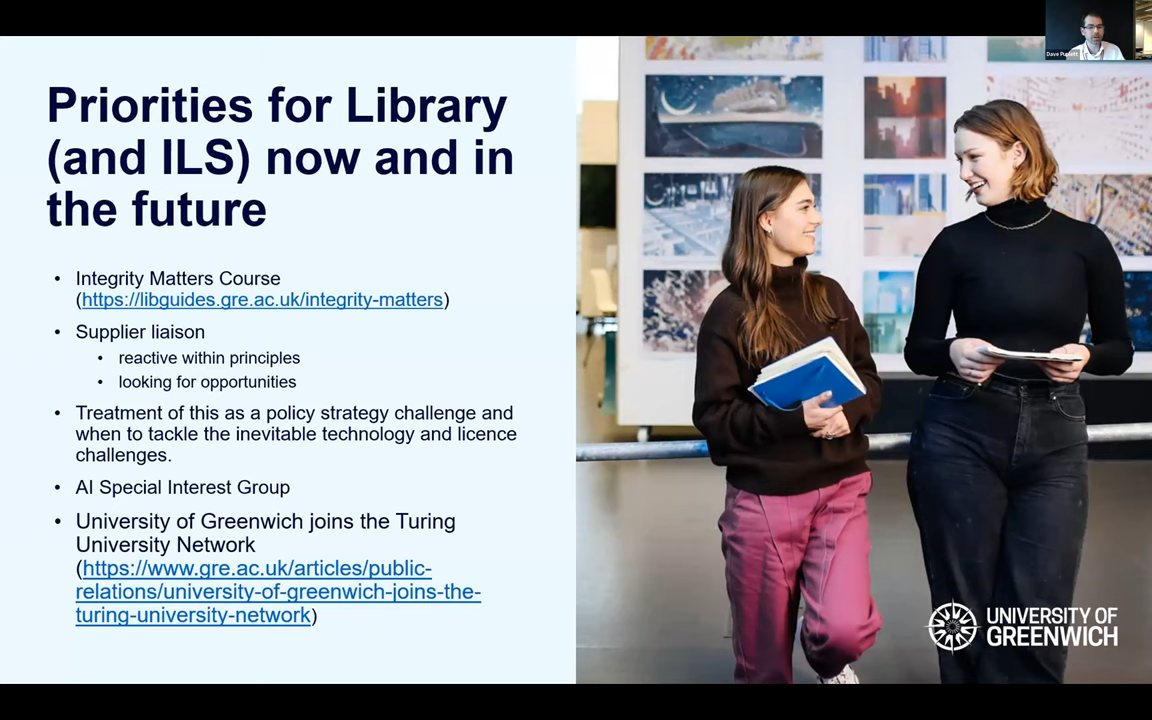 Priorities for Library
(and ILS) now and in
the future
• Integrity Matters Course
(https://libguides.gre.ac.uk/integrity-matters)
• Supplier liaison
• reactive within principles
• looking for opportunities
• Treatment of this as a policy strategy challenge and
when to tackle the inevitable technology and licence
challenges.
• AI Special Interest Group
• University of Greenwich joins the Turing
University Network
(https://www.gre.ac.uk/articles/public-
relations/university-of-greenwich-joins-the-
turing-university-network)
UNIVERSITY OF
GREENWICH
Dave Puplett